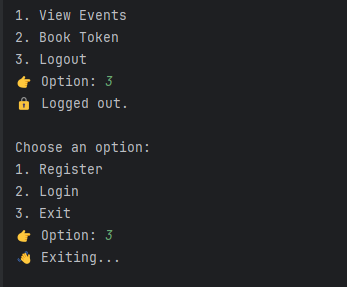 1. View Events
2. Book Token
3. Logout
👉 Option: 3
🔒 Logged out.
Choose an option:
1. Register
2. Login
3. Exit
👉 Option: 3
👋 Exiting...